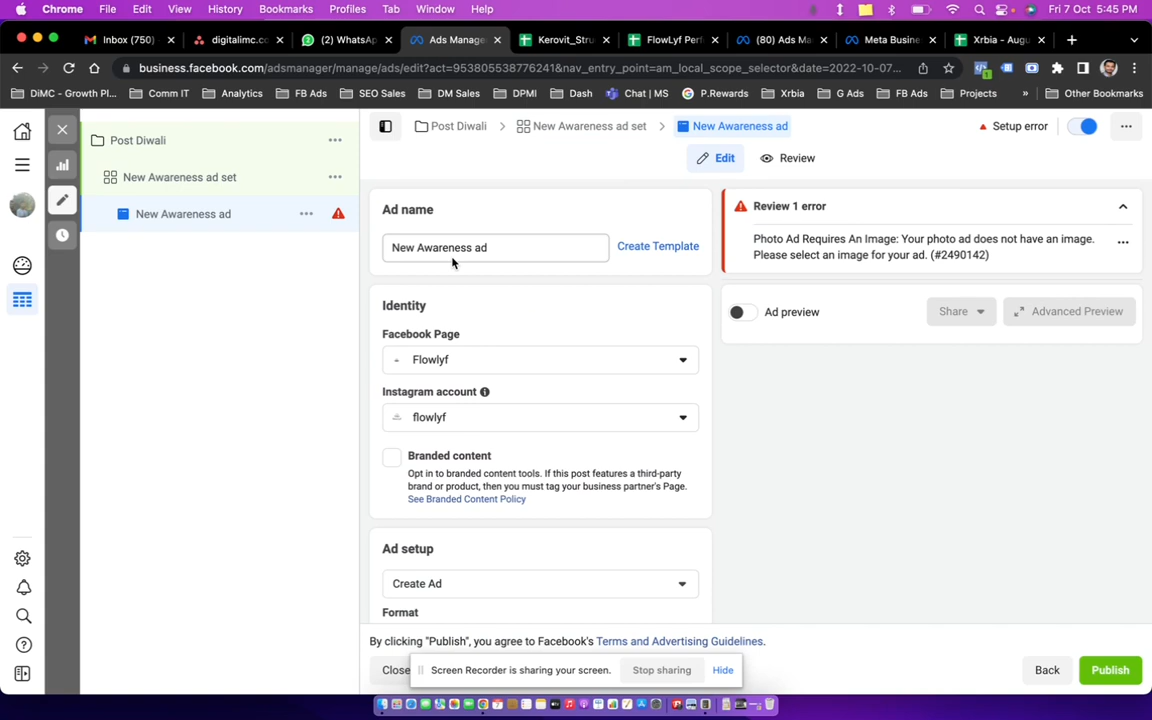 Chrome File Edit View History Bookmarks Profiles Tab Window Help Fri 7 Oct 5:45 PM
Inbox (750) digitalimc.c (2) WhatsA Ads Manage Kerovit_Stru FlowLyf Perf (80) Ads Ma Meta Busine Xrbia - Augu
business.facebook.com/adsmanager/manage/ads/edit?act=953805538776241&nav_entry_point=am_local_scope_selector&date=2022-10-07...
DiMC - Growth Pl... Comm IT Analytics FB Ads SEO Sales DM Sales DPMI Dash Chat | MS P.Rewards Xrbia G Ads FB Ads Projects » Other Bookmarks
Post Diwali
New Awareness ad set
New Awareness ad
Post Diwali New Awareness ad set New Awareness ad Setup error
Edit Review
Ad name
New Awareness ad Create Template
Identity
Facebook Page
Flowlyf
Instagram account
flowlyf
Branded content
Opt in to branded content tools. If this post features a third-party
brand or product, then you must tag your business partner's Page.
See Branded Content Policy
Ad setup
Create Ad
Format
Review 1 error
Photo Ad Requires An Image: Your photo ad does not have an image.
Please select an image for your ad. (#2490142)
Ad preview Share Advanced Preview
By clicking "Publish", you agree to Facebook's Terms and Advertising Guidelines.
Close Screen Recorder is sharing your screen. Stop sharing Hide Back Publish